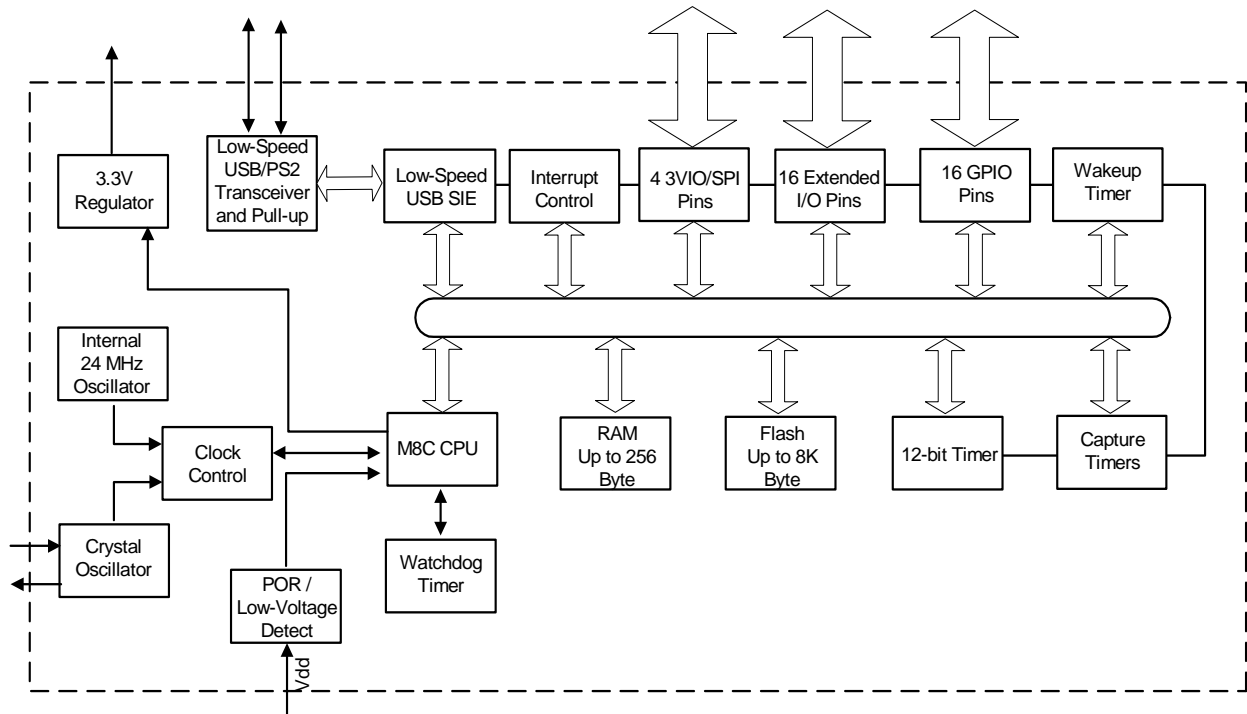 3.3V
Regulator
Low-Speed
USB/PS2
Transceiver
and Pull-up
Low-Speed
USB SIE
Interrupt
Control
4 3VIO/SPI
Pins
16 Extended
I/O Pins
16 GPIO
Pins
Wakeup
Timer
Internal
24 MHz
Oscillator
Clock
Control
Crystal
Oscillator
M8C CPU
RAM
Up to 256
Byte
Flash
Up to 8K
Byte
12-bit Timer
Capture
Timers
Watchdog
Timer
POR /
Low-Voltage
Detect
Vdd